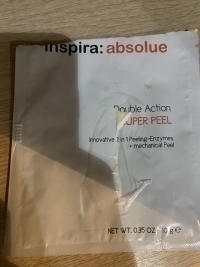 inspira: absolue
Double Action
SUPER PEEL
Innovative 2 in 1 Peeling-Enzymes
+ mechanical Peel
NET WT. 0.35 OZ - 10 g e